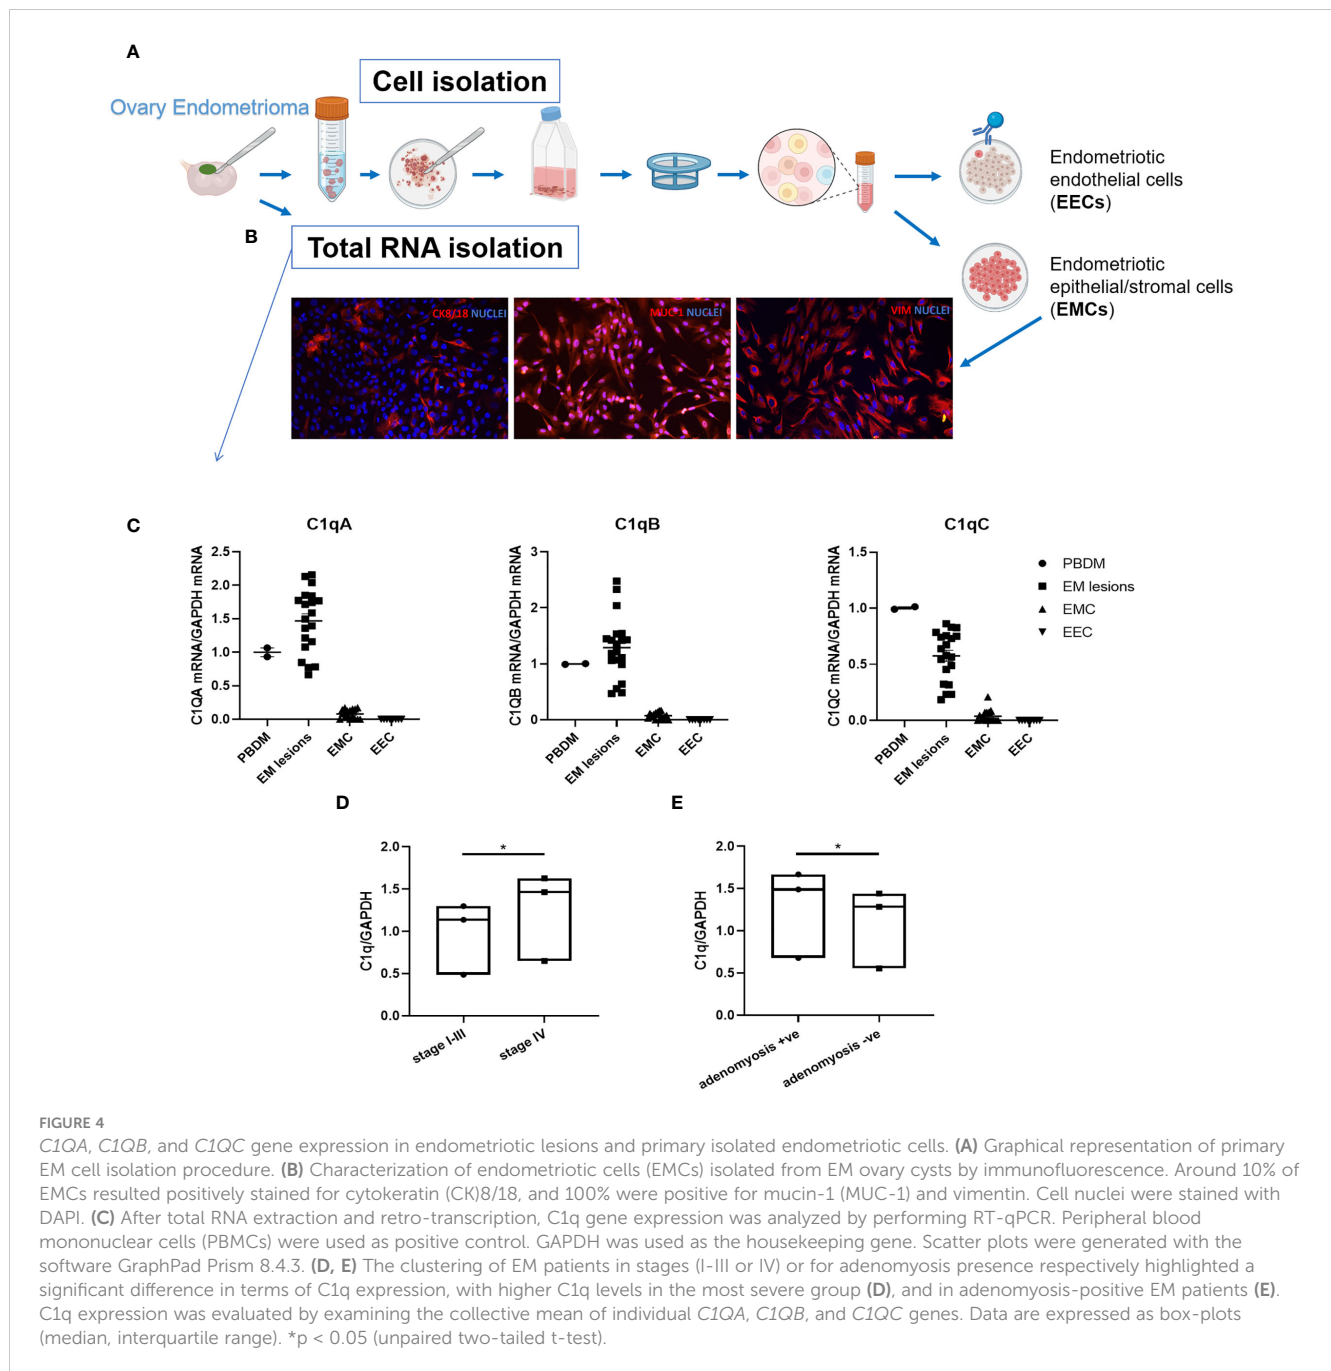 A
Cell isolation
Ovary Endometrioma
Endometriotic
endothelial cells
(EECs)
B
Total RNA isolation
Endometriotic
epithelial/stromal cells
(EMCs)
CK8/18 NUCLEI
MUC-1 NUCLEI
VIM NUCLEI
C
C1qA
C1QA mRNA/GAPDH mRNA
2.5
2.0
1.5
1.0
0.5
0.0
PBDM
EM lesions
EMC
EEC
C1qB
C1QB mRNA/GAPDH mRNA
3
2
1
0
PBDM
EM lesions
EMC
EEC
C1qC
C1QC mRNA/GAPDH mRNA
1.5
1.0
0.5
0.0
PBDM
EM lesions
EMC
EEC
PBDM
EM lesions
EMC
EEC
D
C1q/GAPDH
2.0
1.5
1.0
0.5
0.0
*
stage I-III
stage IV
E
C1q/GAPDH
2.0
1.5
1.0
0.5
0.0
*
adenomyosis +ve
adenomyosis -ve
FIGURE 4
C1QA, C1QB, and C1QC gene expression in endometriotic lesions and primary isolated endometriotic cells. (A) Graphical representation of primary
EM cell isolation procedure. (B) Characterization of endometriotic cells (EMCs) isolated from EM ovary cysts by immunofluorescence. Around 10% of
EMCs resulted positively stained for cytokeratin (CK)8/18, and 100% were positive for mucin-1 (MUC-1) and vimentin. Cell nuclei were stained with
DAPI. (C) After total RNA extraction and retro-transcription, C1q gene expression was analyzed by performing RT-qPCR. Peripheral blood
mononuclear cells (PBMCs) were used as positive control. GAPDH was used as the housekeeping gene. Scatter plots were generated with the
software GraphPad Prism 8.4.3. (D, E) The clustering of EM patients in stages (I-III or IV) or for adenomyosis presence respectively highlighted a
significant difference in terms of C1q expression, with higher C1q levels in the most severe group (D), and in adenomyosis-positive EM patients (E).
C1q expression was evaluated by examining the collective mean of individual C1QA, C1QB, and C1QC genes. Data are expressed as box-plots
(median, interquartile range). *p < 0.05 (unpaired two-tailed t-test).